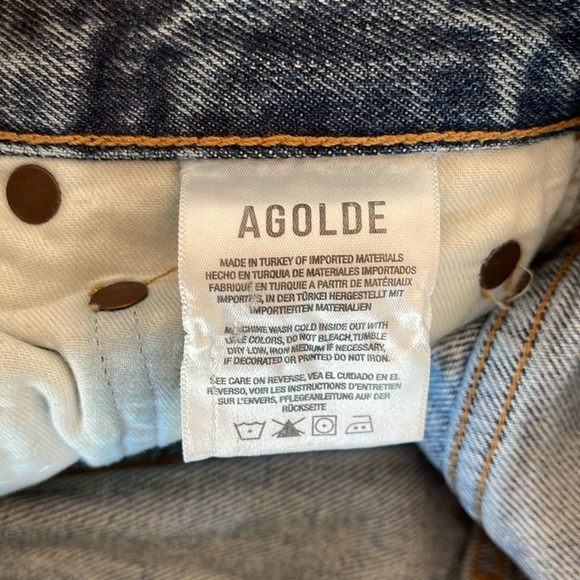 AGOLDE
MADE IN TURKEY OF IMPORTED MATERIALS
HECHO EN TURQUIA DE MATERIALES IMPORTADOS
FABRIQUÉ EN TURQUIE A PARTIR DE MATÉRIAUX
IMPORTÉS, IN DER TÜRKEI HERGESTELLT MIT
IMPORTIERTEN MATERIALIEN
MACHINE WASH COLD INSIDE OUT WITH
LIKE COLORS, DO NOT BLEACH, TUMBLE
DRY LOW, IRON MEDIUM IF NECESSARY,
IF DECORATED OR PRINTED DO NOT IRON.
SEE CARE ON REVERSE, VEA EL CUIDADO EN EL
REVERSO, VOIR LES INSTRUCTIONS D'ENTRETIEN
SUR L'ENVERS, PFLEGEANLEITUNG AUF DER
RÜCKSEITE